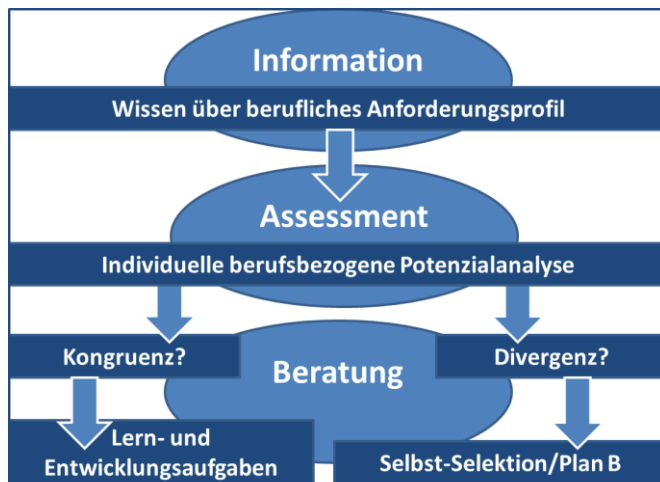 Information
Wissen über berufliches Anforderungsprofil
Assessment
Individuelle berufsbezogene Potenzialanalyse
Kongruenz?
Divergenz?
Beratung
Lern- und
Entwicklungsaufgaben
Selbst-Selektion/Plan B